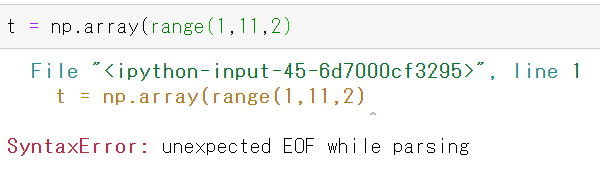 t = np.array(range(1,11,2)
File "<ipython-input-45-6d7000cf3295>", line 1
t = np.array(range(1,11,2)
^
SyntaxError: unexpected EOF while parsing